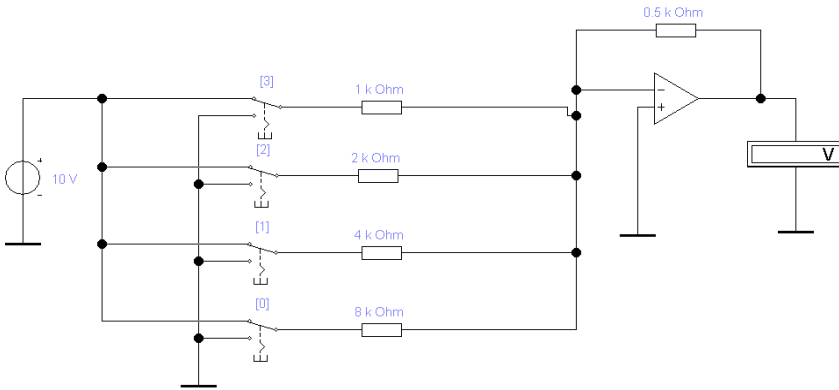 0.5 k Ohm
[3]
1 k Ohm
[2]
2 k Ohm
10 V
V
[1]
4 k Ohm
[0]
8 k Ohm